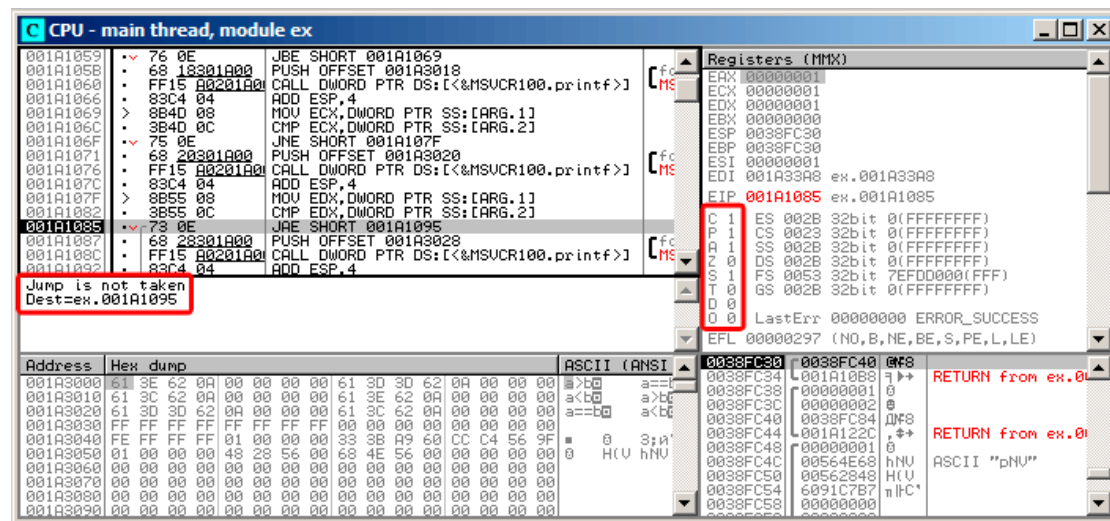 CPU - main thread, module ex
001A1059 76 0E JBE SHORT 001A1069
001A105B 68 18301A00 PUSH OFFSET 001A3018
001A1060 FF15 A0201A0 CALL DWORD PTR DS:[<&MSVCR100.printf>]
001A1066 83C4 04 ADD ESP,4
001A1069 > 8B4D 08 MOV ECX,DWORD PTR SS:[ARG.1]
001A106C 3B4D 0C CMP ECX,DWORD PTR SS:[ARG.2]
001A106F 75 0E JNE SHORT 001A107F
001A1071 68 20301A00 PUSH OFFSET 001A3020
001A1076 FF15 A0201A0 CALL DWORD PTR DS:[<&MSVCR100.printf>]
001A107C 83C4 04 ADD ESP,4
001A107F > 8B55 08 MOV EDX,DWORD PTR SS:[ARG.1]
001A1082 3B55 0C CMP EDX,DWORD PTR SS:[ARG.2]
001A1085 73 0E JAE SHORT 001A1095
001A1087 68 28301A00 PUSH OFFSET 001A3028
001A108C FF15 A0201A0 CALL DWORD PTR DS:[<&MSVCR100.printf>]
001A1092 83C4 04 ADD ESP,4
Jump is not taken
Dest=ex.001A1095
Registers (MMX)
EAX 00000001
ECX 00000001
EDX 00000001
EBX 00000000
ESP 0038FC30
EBP 0038FC30
ESI 00000001
EDI 001A33A8 ex.001A33A8
EIP 001A1085 ex.001A1085
C 1 ES 002B 32bit 0(FFFFFFFF)
P 1 CS 0023 32bit 0(FFFFFFFF)
A 1 SS 002B 32bit 0(FFFFFFFF)
Z 0 DS 002B 32bit 0(FFFFFFFF)
S 1 FS 0053 32bit 7EFDD000(FFF)
T 0 GS 002B 32bit 0(FFFFFFFF)
D 0
O 0 LastErr 00000000 ERROR_SUCCESS
EFL 00000297 (NO,B,NE,BE,S,PE,L,LE)
Address Hex dump ASCII (ANSI
001A3000 61 3E 62 0A 00 00 00 00 61 3D 3D 62 0A 00 00 00 a>b a==b
001A3010 61 3C 62 0A 00 00 00 00 61 3E 62 0A 00 00 00 00 a<b a>b
001A3020 61 3D 3D 62 0A 00 00 00 61 3C 62 0A 00 00 00 00 a==b a<b
001A3030 FF FF FF FF FF FF FF FF 00 00 00 00 00 00 00 00
001A3040 FE FF FF FF 01 00 00 00 33 3B A9 60 CC C4 56 9F
001A3050 01 00 00 00 48 28 56 00 68 4E 56 00 00 00 00 00 H(V hNV
001A3060 00 00 00 00 00 00 00 00 00 00 00 00 00 00 00 00
001A3070 00 00 00 00 00 00 00 00 00 00 00 00 00 00 00 00
001A3080 00 00 00 00 00 00 00 00 00 00 00 00 00 00 00 00
001A3090 00 00 00 00 00 00 00 00 00 00 00 00 00 00 00 00
0038FC30 0038FC40
0038FC34 001A10B8 RETURN from ex.0
0038FC38 00000001
0038FC3C 00000002
0038FC40 0038FC84
0038FC44 001A122C RETURN from ex.0
0038FC48 00000001
0038FC4C 00564E68 hNV ASCII "pNV"
0038FC50 00562848 H(V
0038FC54 6091C7B7
0038FC58 00000000